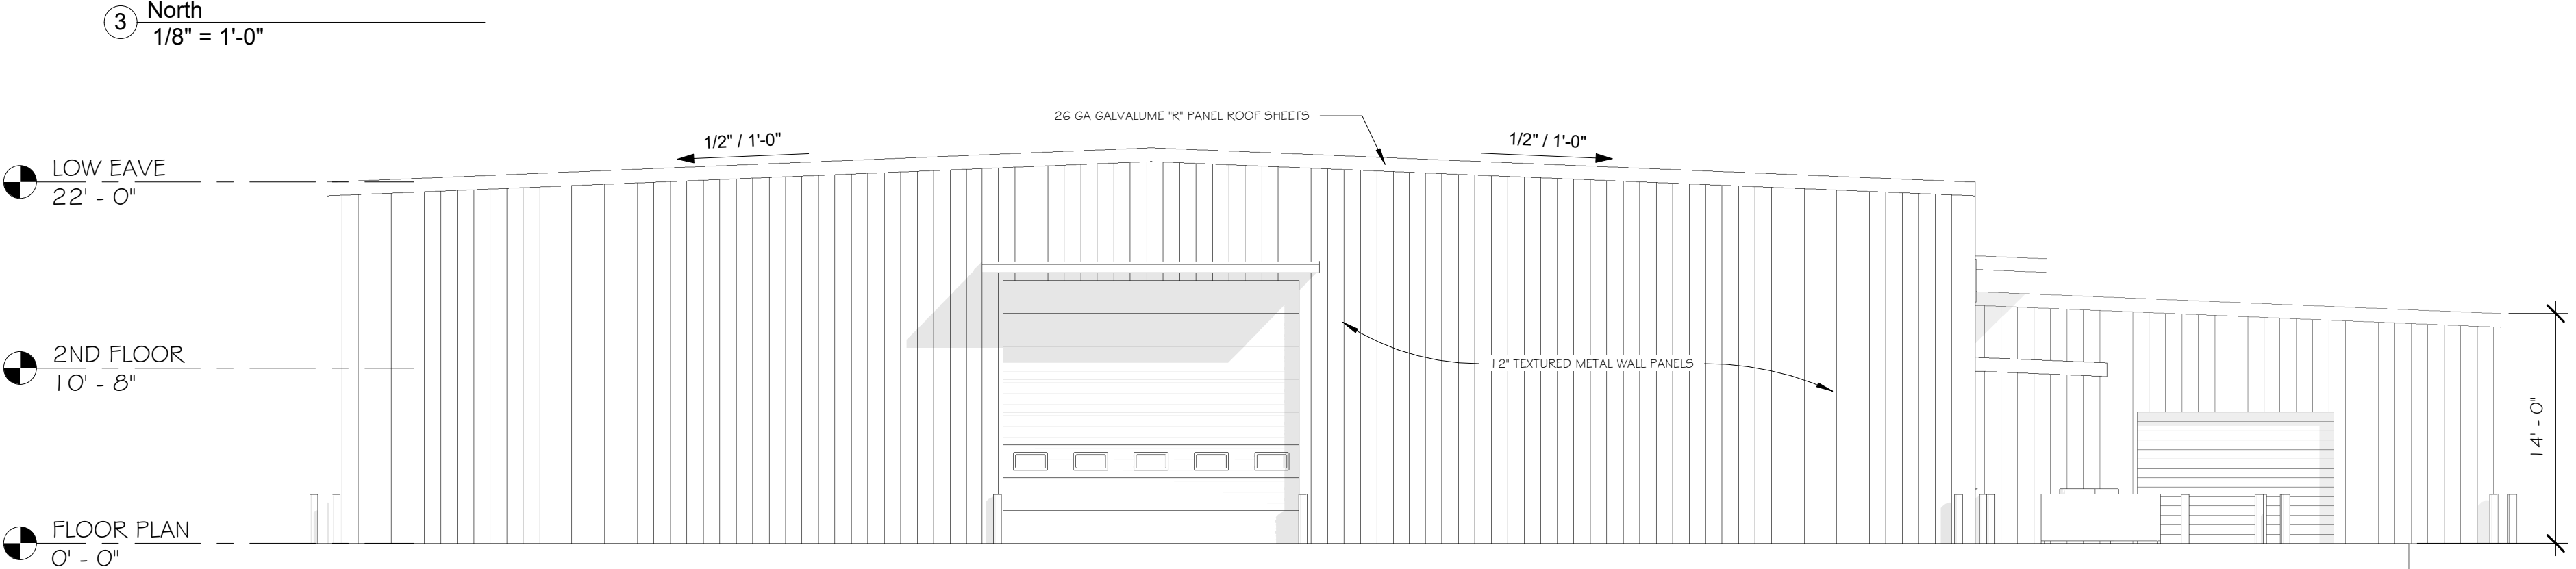 3 North
1/8" = 1'-0"
26 GA GALVALUME "R" PANEL ROOF SHEETS
1/2" / 1'-0"
1/2" / 1'-0"
LOW EAVE
22' - 0"
2ND FLOOR
10' - 8"
12" TEXTURED METAL WALL PANELS
14' - 0"
FLOOR PLAN
0' - 0"